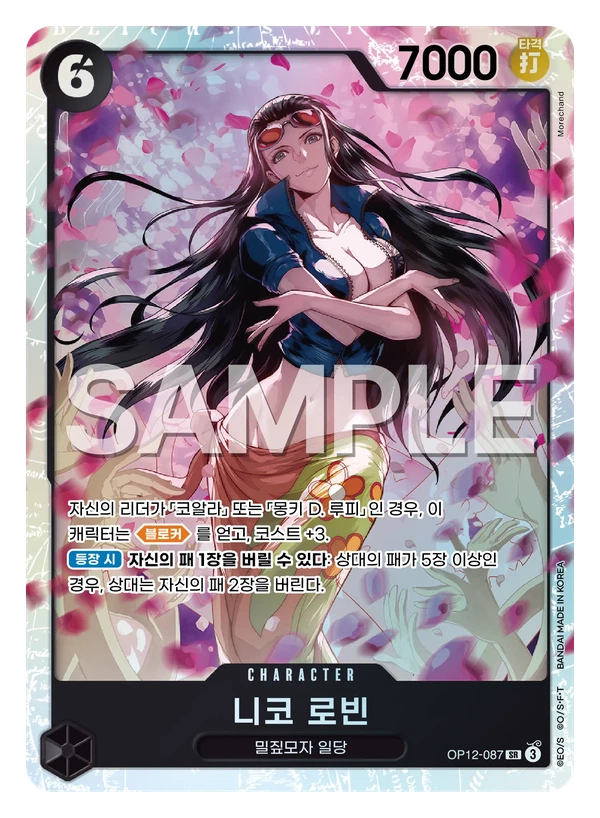 6
7000
타격
打
Morechand
SAMPLE
자신의 리더가 「코알라」 또는 「몽키 D. 루피」인 경우, 이
캐릭터는 블로커 를 얻고, 코스트 +3.
등장 시 자신의 패 1장을 버릴 수 있다: 상대의 패가 5장 이상인
경우, 상대는 자신의 패 2장을 버린다.
CHARACTER
니코 로빈
밀짚모자 일당
OP12-087 SR 3
©EO/S ©O/S·F·T BANDAI MADE IN KOREA